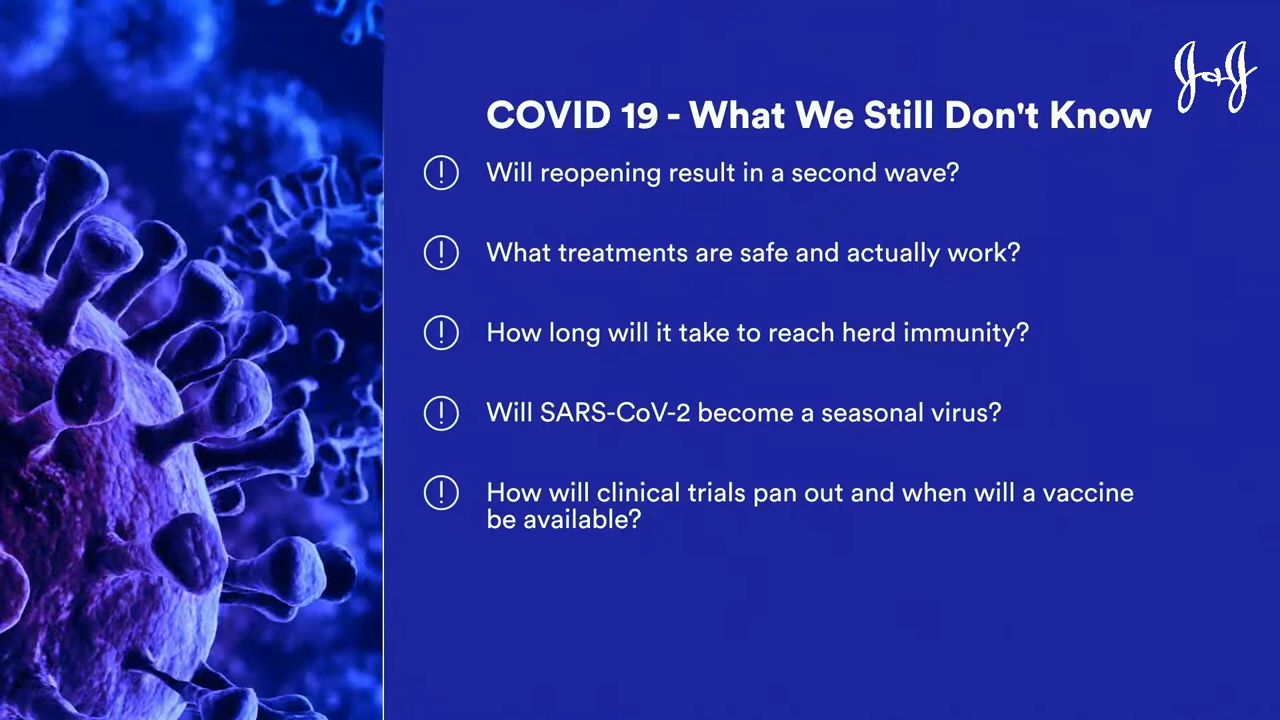 J&J
COVID 19 - What We Still Don't Know
Will reopening result in a second wave?
What treatments are safe and actually work?
How long will it take to reach herd immunity?
Will SARS-CoV-2 become a seasonal virus?
How will clinical trials pan out and when will a vaccine
be available?